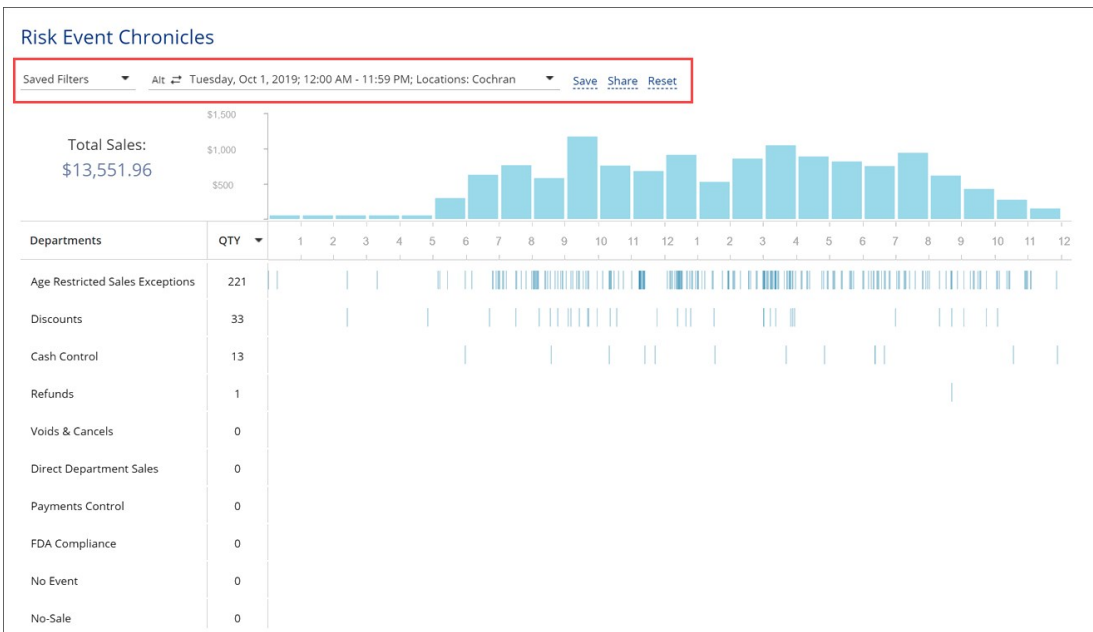 Risk Event Chronicles
Saved Filters Alt Tuesday, Oct 1, 2019; 12:00 AM - 11:59 PM; Locations: Cochran Save Share Reset
Total Sales:
$13,551.96
$1,500
$1,000
$500
Departments QTY 1 2 3 4 5 6 7 8 9 10 11 12 1 2 3 4 5 6 7 8 9 10 11 12
Age Restricted Sales Exceptions 221
Discounts 33
Cash Control 13
Refunds 1
Voids & Cancels 0
Direct Department Sales 0
Payments Control 0
FDA Compliance 0
No Event 0
No-Sale 0